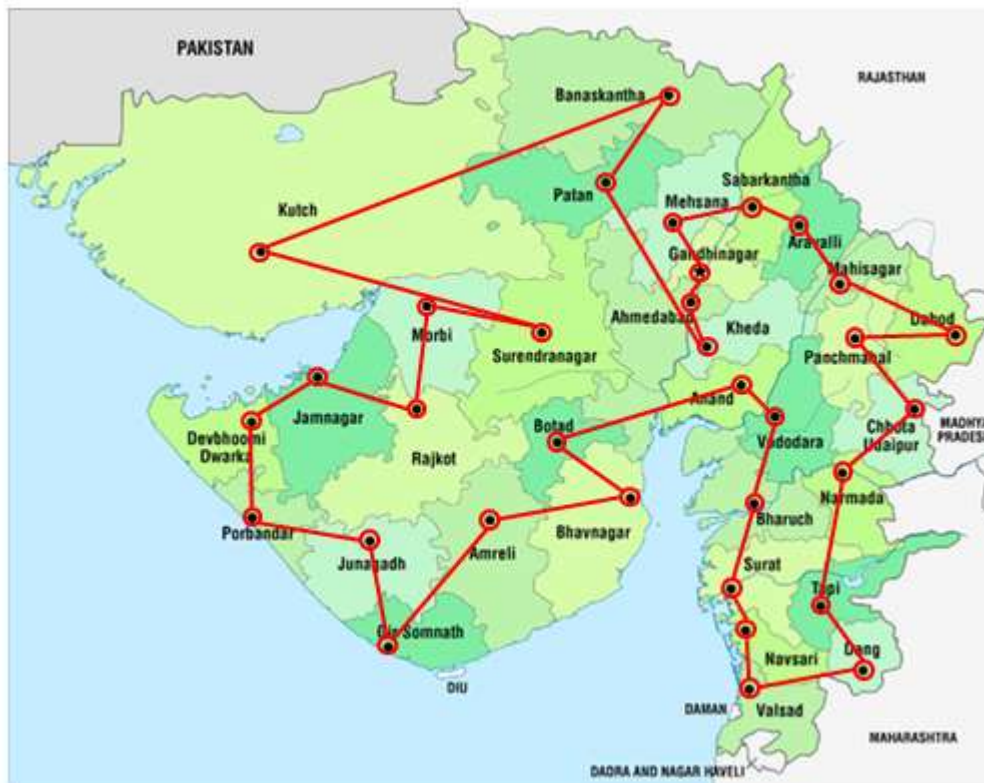 PAKISTAN
RAJASTHAN
Banaskantha
Patan
Sabarkantha
Mehsana
Kutch
Aravalli
Gandhinagar
Mahisagar
Ahmedabad
Kheda
Dahod
Morbi
Surendranagar
Panchmahal
Jamnagar
Anand
Botad
Vadodara
Chhota
Udaipur
MADHYA
PRADESH
Devbhoomi
Dwarka
Rajkot
Narmada
Porbandar
Junagadh
Amreli
Bhavnagar
Bharuch
Surat
Tapi
Gir Somnath
Dang
Navsari
DIU
DAMAN
Valsad
MAHARASHTRA
DADRA AND NAGAR HAVELI